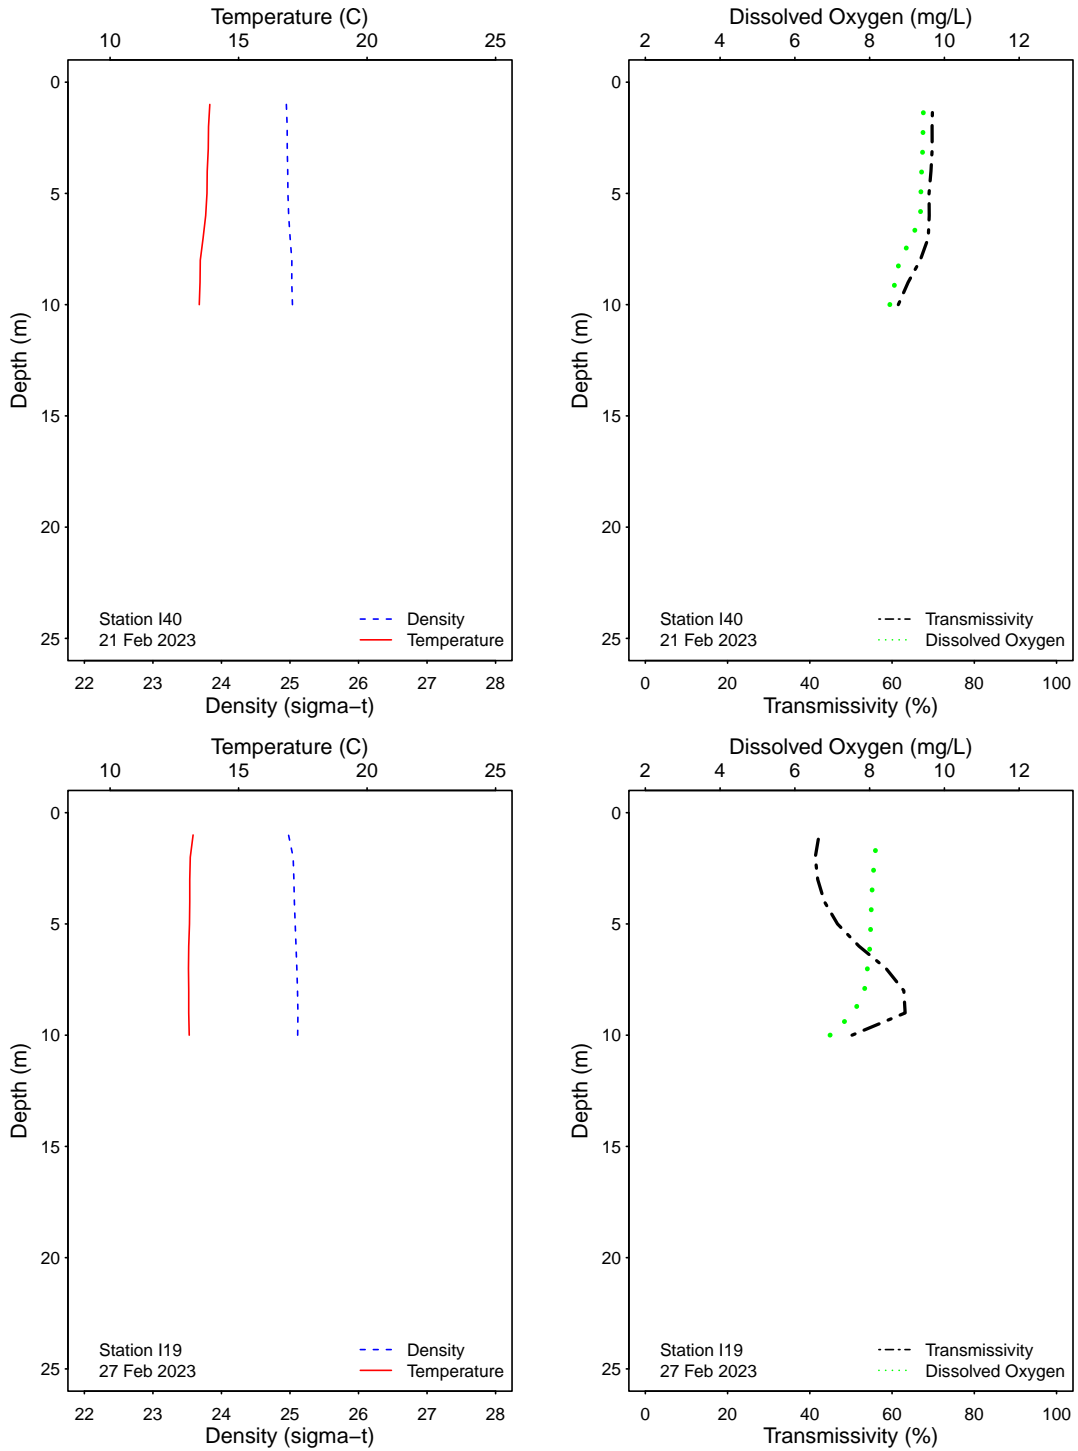 Temperature (C)
10 15 20 25
0
5
10
15
20
25
Depth (m)
Station I40
21 Feb 2023
Density
Temperature
22 23 24 25 26 27 28
Density (sigma−t)
Dissolved Oxygen (mg/L)
2 4 6 8 10 12
0
5
10
15
20
25
Depth (m)
Station I40
21 Feb 2023
Transmissivity
Dissolved Oxygen
0 20 40 60 80 100
Transmissivity (%)
Temperature (C)
10 15 20 25
0
5
10
15
20
25
Depth (m)
Station I19
27 Feb 2023
Density
Temperature
22 23 24 25 26 27 28
Density (sigma−t)
Dissolved Oxygen (mg/L)
2 4 6 8 10 12
0
5
10
15
20
25
Depth (m)
Station I19
27 Feb 2023
Transmissivity
Dissolved Oxygen
0 20 40 60 80 100
Transmissivity (%)